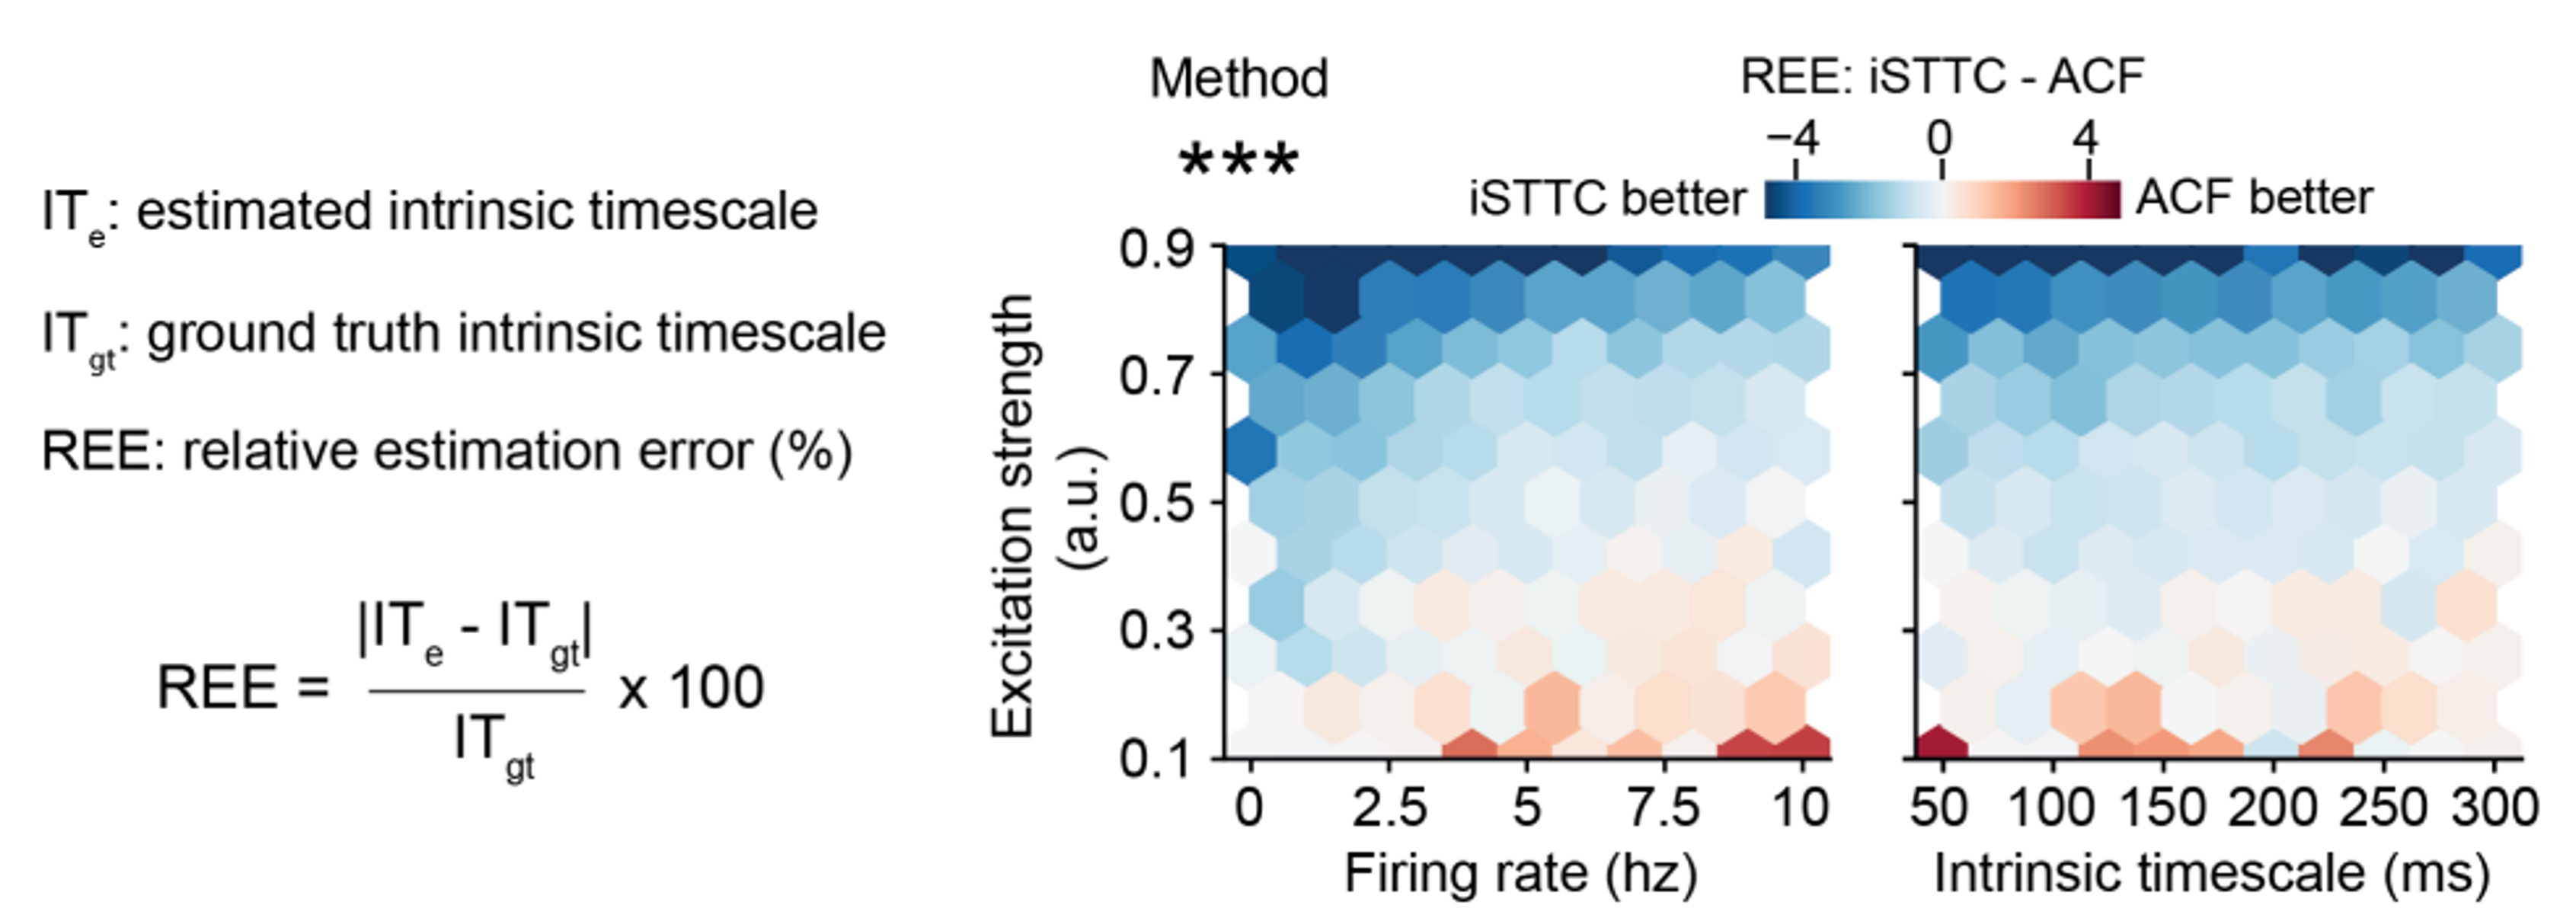 ITe: estimated intrinsic timescale
ITgt: ground truth intrinsic timescale
REE: relative estimation error (%)
REE = |ITe - ITgt| / ITgt x 100
Method
***
REE: iSTTC - ACF
−4 0 4
iSTTC better
ACF better
Excitation strength
(a.u.)
0.9
0.7
0.5
0.3
0.1
0 2.5 5 7.5 10
Firing rate (hz)
50 100 150 200 250 300
Intrinsic timescale (ms)